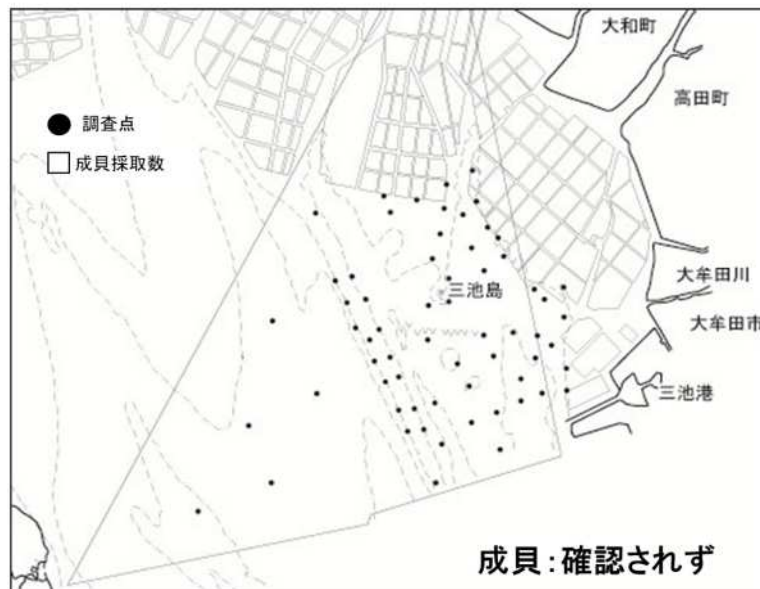 大和町
高田町
● 調査点
□ 成貝採取数
三池島
大牟田川
大牟田市
三池港
成貝:確認されず